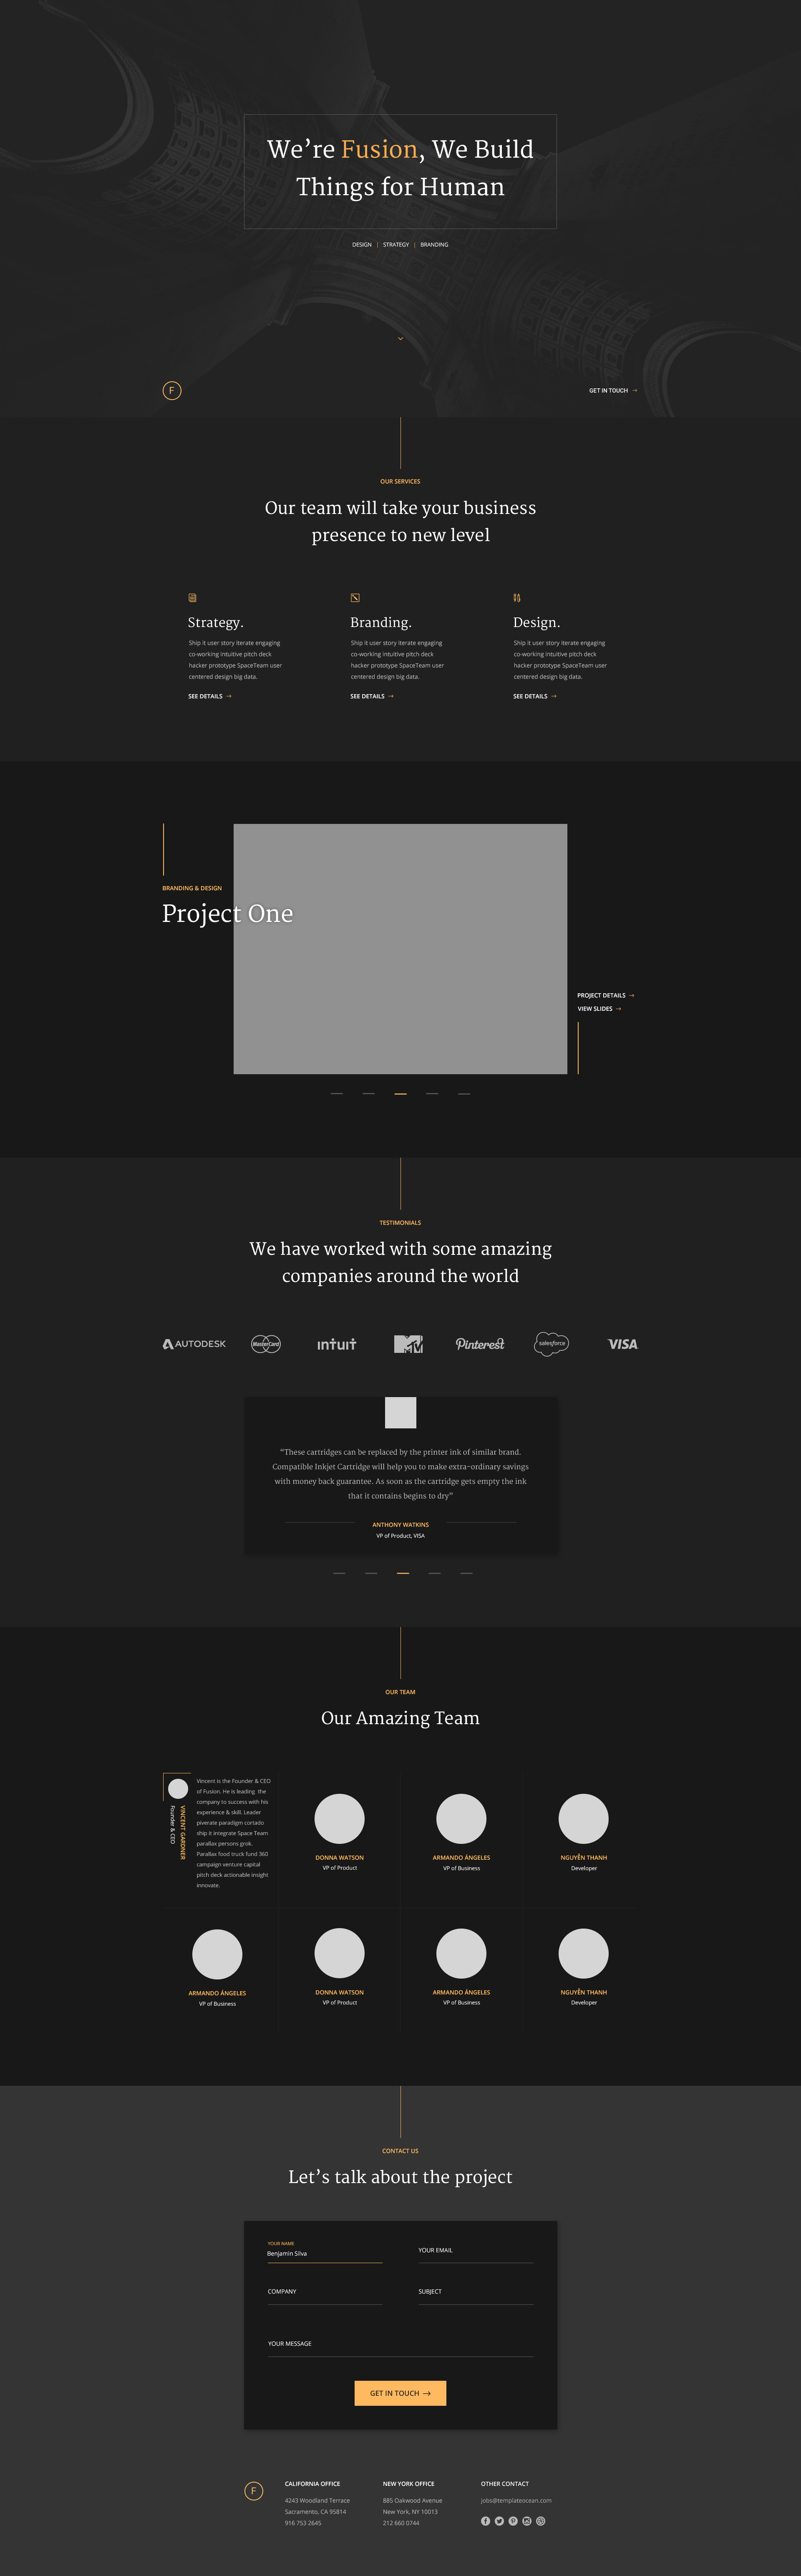 We’re Fusion, We Build
Things for Human
DESIGN | STRATEGY | BRANDING
F
GET IN TOUCH →
OUR SERVICES
Our team will take your business
presence to new level
Strategy.
Ship it user story iterate engaging
co-working intuitive pitch deck
hacker prototype SpaceTeam user
centered design big data.
SEE DETAILS →
Branding.
Ship it user story iterate engaging
co-working intuitive pitch deck
hacker prototype SpaceTeam user
centered design big data.
SEE DETAILS →
Design.
Ship it user story iterate engaging
co-working intuitive pitch deck
hacker prototype SpaceTeam user
centered design big data.
SEE DETAILS →
BRANDING & DESIGN
Project One
PROJECT DETAILS →
VIEW SLIDES →
TESTIMONIALS
We have worked with some amazing
companies around the world
AUTODESK
MasterCard
intuit
MTV
Pinterest
salesforce
VISA
“These cartridges can be replaced by the printer ink of similar brand.
Compatible Inkjet Cartridge will help you to make extra-ordinary savings
with money back guarantee. As soon as the cartridge gets empty the ink
that it contains begins to dry”
ANTHONY WATKINS
VP of Product, VISA
OUR TEAM
Our Amazing Team
VINCENT GARDNER
Founder & CEO
Vincent is the Founder & CEO
of Fusion. He is leading the
company to success with his
experience & skill. Leader
piverate paradigm cortado
ship it integrate Space Team
parallax persons grok.
Parallax food truck fund 360
campaign venture capital
pitch deck actionable insight
innovate.
DONNA WATSON
VP of Product
ARMANDO ÁNGELES
VP of Business
NGUYỄN THANH
Developer
ARMANDO ÁNGELES
VP of Business
DONNA WATSON
VP of Product
ARMANDO ÁNGELES
VP of Business
NGUYỄN THANH
Developer
CONTACT US
Let’s talk about the project
YOUR NAME
Benjamin Silva
YOUR EMAIL
COMPANY
SUBJECT
YOUR MESSAGE
GET IN TOUCH →
F
CALIFORNIA OFFICE
4243 Woodland Terrace
Sacramento, CA 95814
916 753 2645
NEW YORK OFFICE
885 Oakwood Avenue
New York, NY 10013
212 660 0744
OTHER CONTACT
jobs@templateocean.com